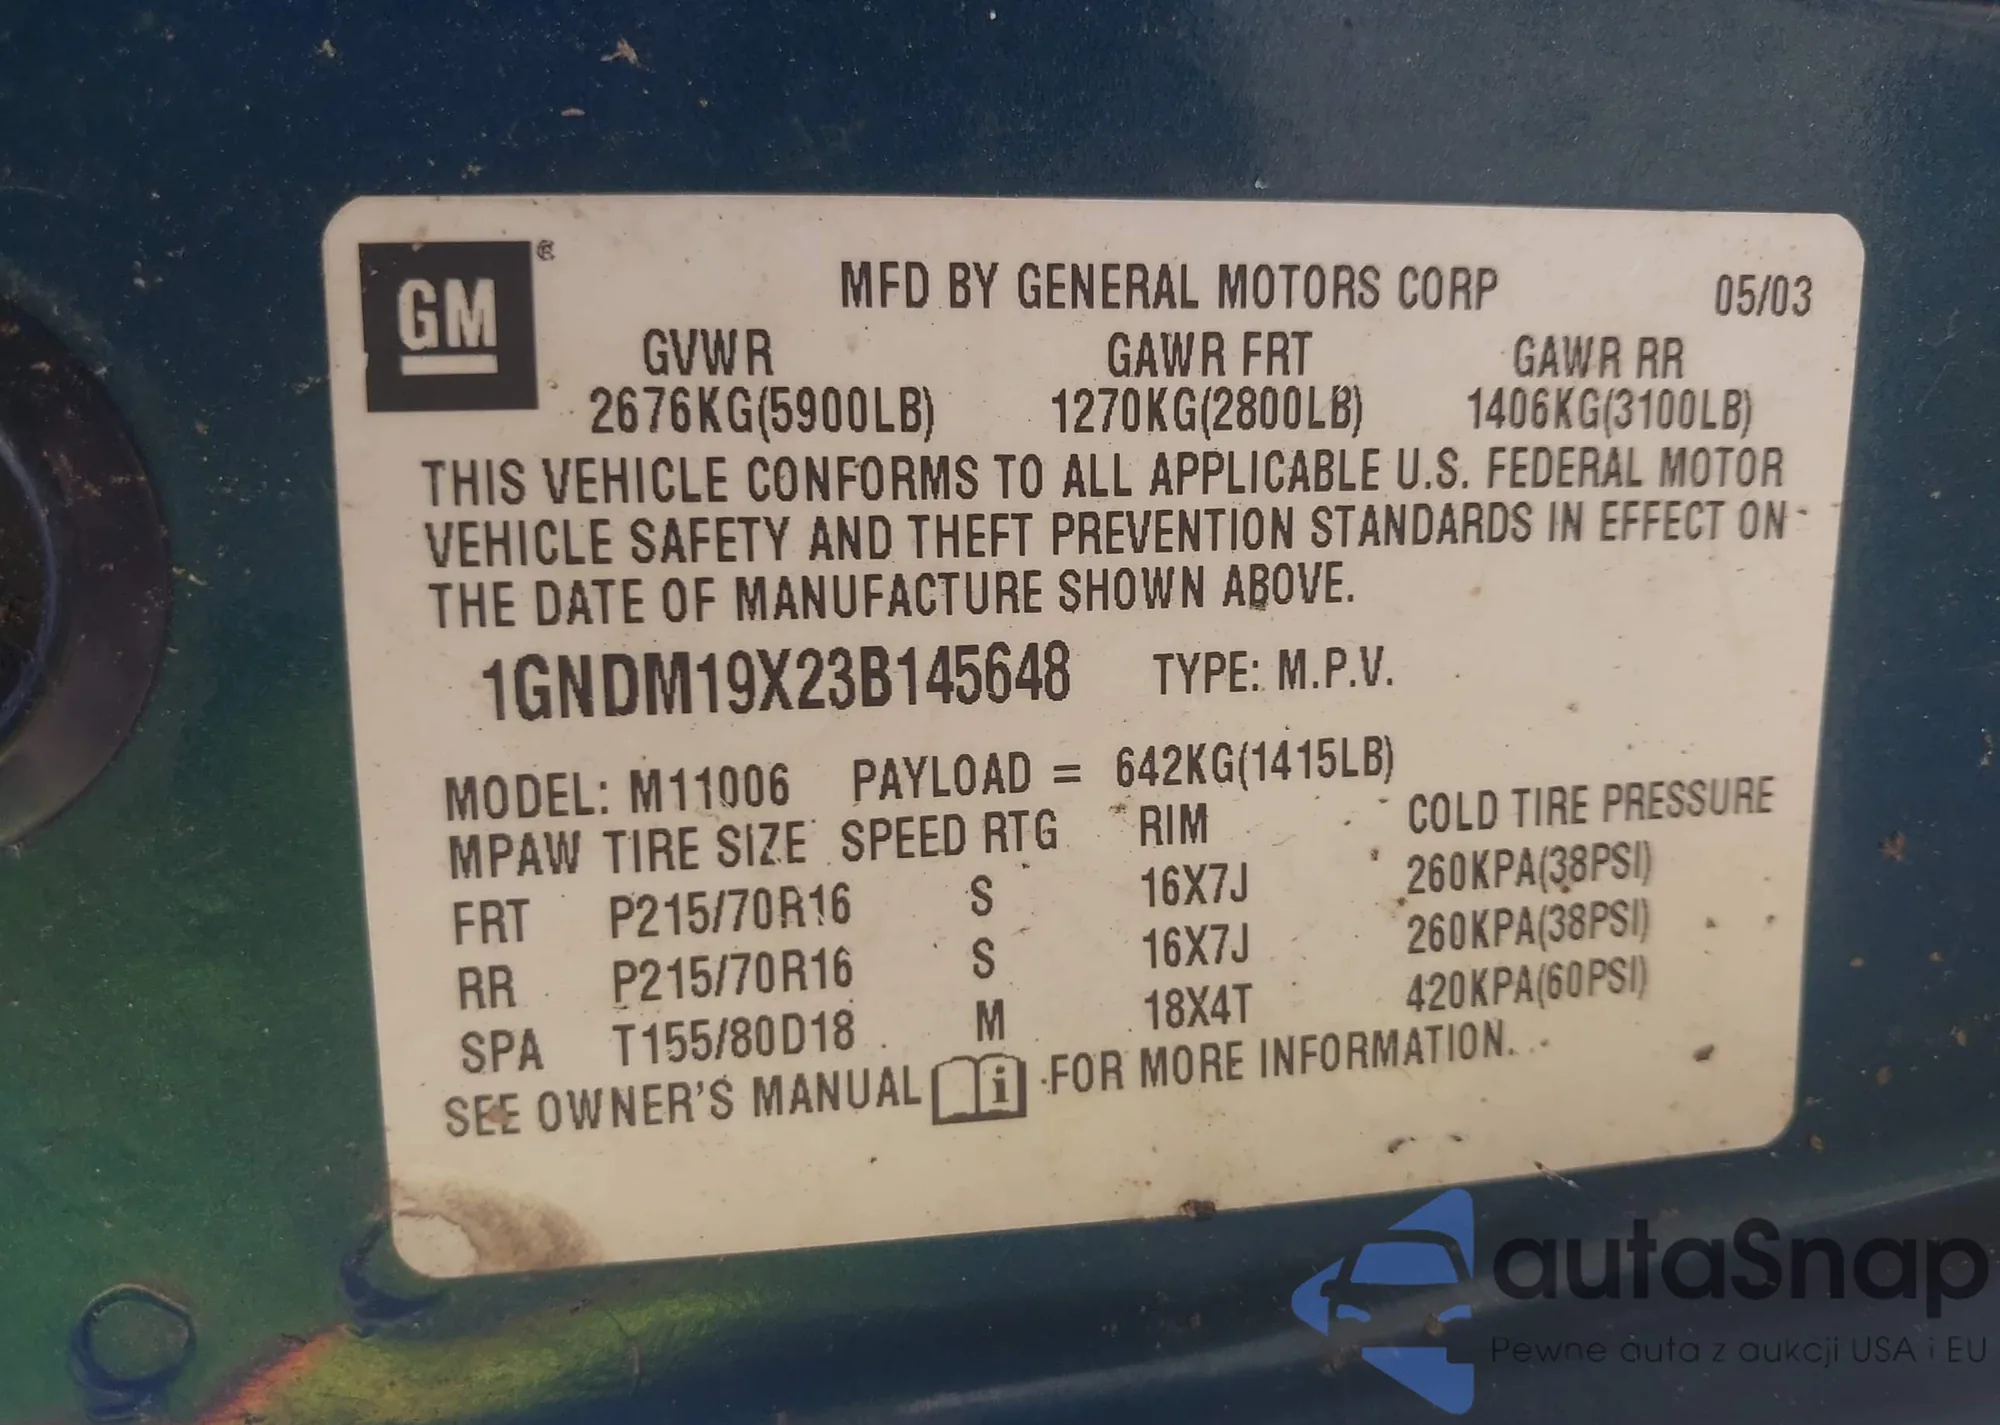 GM ®
MFD BY GENERAL MOTORS CORP 05/03
GVWR GAWR FRT GAWR RR
2676KG(5900LB) 1270KG(2800LB) 1406KG(3100LB)
THIS VEHICLE CONFORMS TO ALL APPLICABLE U.S. FEDERAL MOTOR
VEHICLE SAFETY AND THEFT PREVENTION STANDARDS IN EFFECT ON
THE DATE OF MANUFACTURE SHOWN ABOVE.
1GNDM19X23B145648 TYPE: M.P.V.
MODEL: M11006 PAYLOAD = 642KG(1415LB)
MPAW TIRE SIZE SPEED RTG RIM COLD TIRE PRESSURE
FRT P215/70R16 S 16X7J 260KPA(38PSI)
RR P215/70R16 S 16X7J 260KPA(38PSI)
SPA T155/80D18 M 18X4T 420KPA(60PSI)
SEE OWNER'S MANUAL i FOR MORE INFORMATION.
autaSnap
Pewne auta z aukcji USA i EU